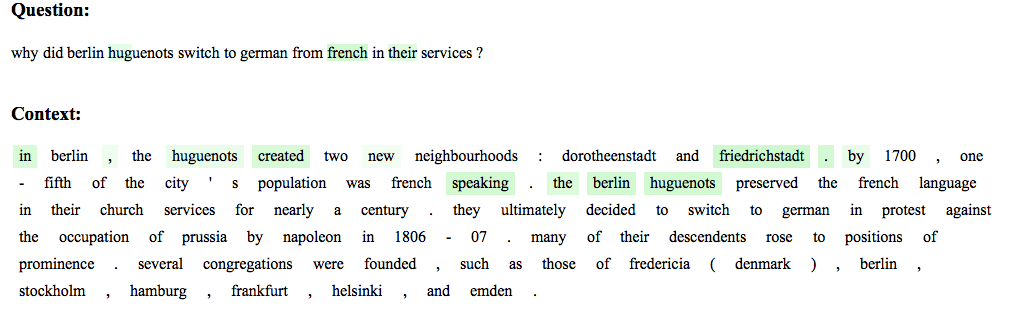 Question:
why did berlin huguenots switch to german from french in their services ?
Context:
in berlin , the huguenots created two new neighbourhoods : dorotheenstadt and friedrichstadt . by 1700 , one
- fifth of the city ' s population was french speaking . the berlin huguenots preserved the french language
in their church services for nearly a century . they ultimately decided to switch to german in protest against
the occupation of prussia by napoleon in 1806 - 07 . many of their descendents rose to positions of
prominence . several congregations were founded , such as those of fredericia ( denmark ) , berlin ,
stockholm , hamburg , frankfurt , helsinki , and emden .